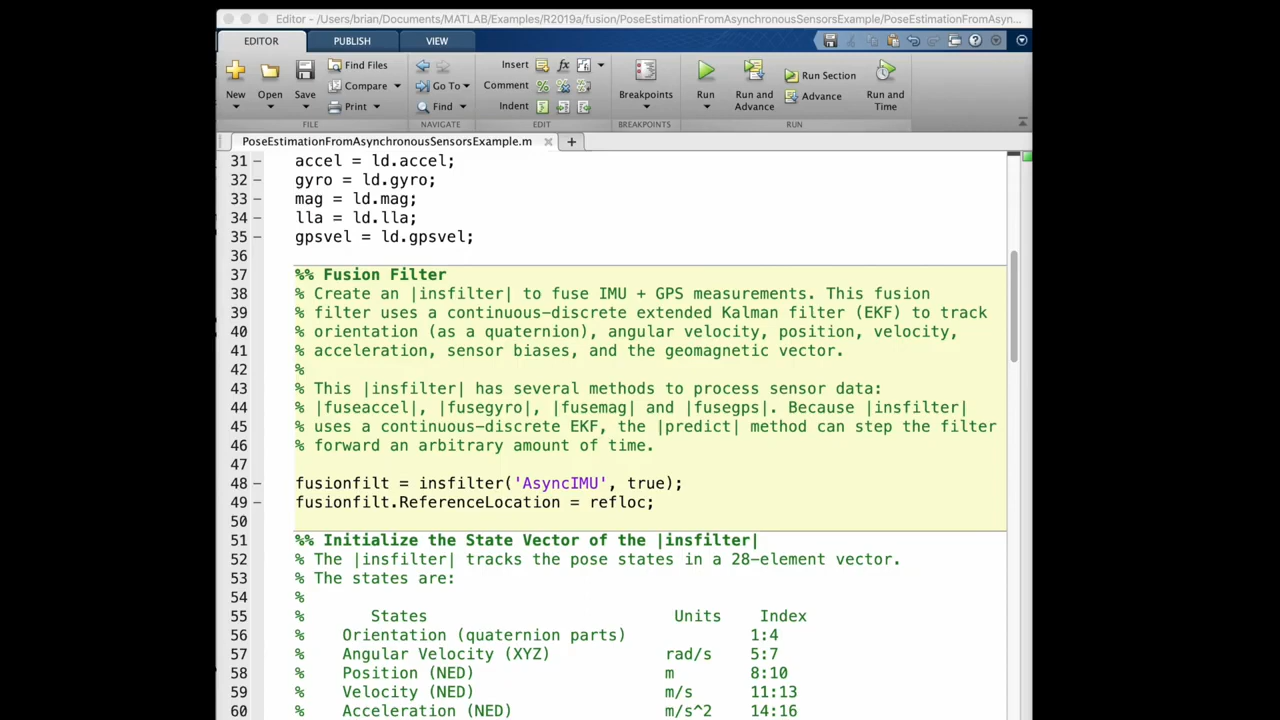 Editor - /Users/brian/Documents/MATLAB/Examples/R2019a/fusion/PoseEstimationFromAsynchronousSensorsExample/PoseEstimationFromAsyn...
EDITOR PUBLISH VIEW
New Open Save Find Files Compare Print
Go To Find
Insert fx
Comment
Indent
Breakpoints
Run Run and Advance Run Section Advance Run and Time
FILE NAVIGATE EDIT BREAKPOINTS RUN
PoseEstimationFromAsynchronousSensorsExample.m
31 accel = ld.accel;
32 gyro = ld.gyro;
33 mag = ld.mag;
34 lla = ld.lla;
35 gpsvel = ld.gpsvel;
36
37 %% Fusion Filter
38 % Create an |insfilter| to fuse IMU + GPS measurements. This fusion
39 % filter uses a continuous-discrete extended Kalman filter (EKF) to track
40 % orientation (as a quaternion), angular velocity, position, velocity,
41 % acceleration, sensor biases, and the geomagnetic vector.
42 %
43 % This |insfilter| has several methods to process sensor data:
44 % |fuseaccel|, |fusegyro|, |fusemag| and |fusegps|. Because |insfilter|
45 % uses a continuous-discrete EKF, the |predict| method can step the filter
46 % forward an arbitrary amount of time.
47
48 fusionfilt = insfilter('AsyncIMU', true);
49 fusionfilt.ReferenceLocation = refloc;
50
51 %% Initialize the State Vector of the |insfilter|
52 % The |insfilter| tracks the pose states in a 28-element vector.
53 % The states are:
54 %
55 % States Units Index
56 % Orientation (quaternion parts) 1:4
57 % Angular Velocity (XYZ) rad/s 5:7
58 % Position (NED) m 8:10
59 % Velocity (NED) m/s 11:13
60 % Acceleration (NED) m/s^2 14:16